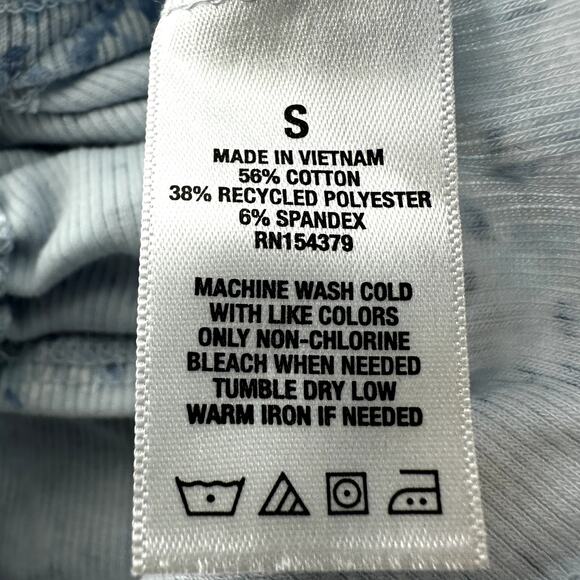 S
MADE IN VIETNAM
56% COTTON
38% RECYCLED POLYESTER
6% SPANDEX
RN154379
MACHINE WASH COLD
WITH LIKE COLORS
ONLY NON-CHLORINE
BLEACH WHEN NEEDED
TUMBLE DRY LOW
WARM IRON IF NEEDED